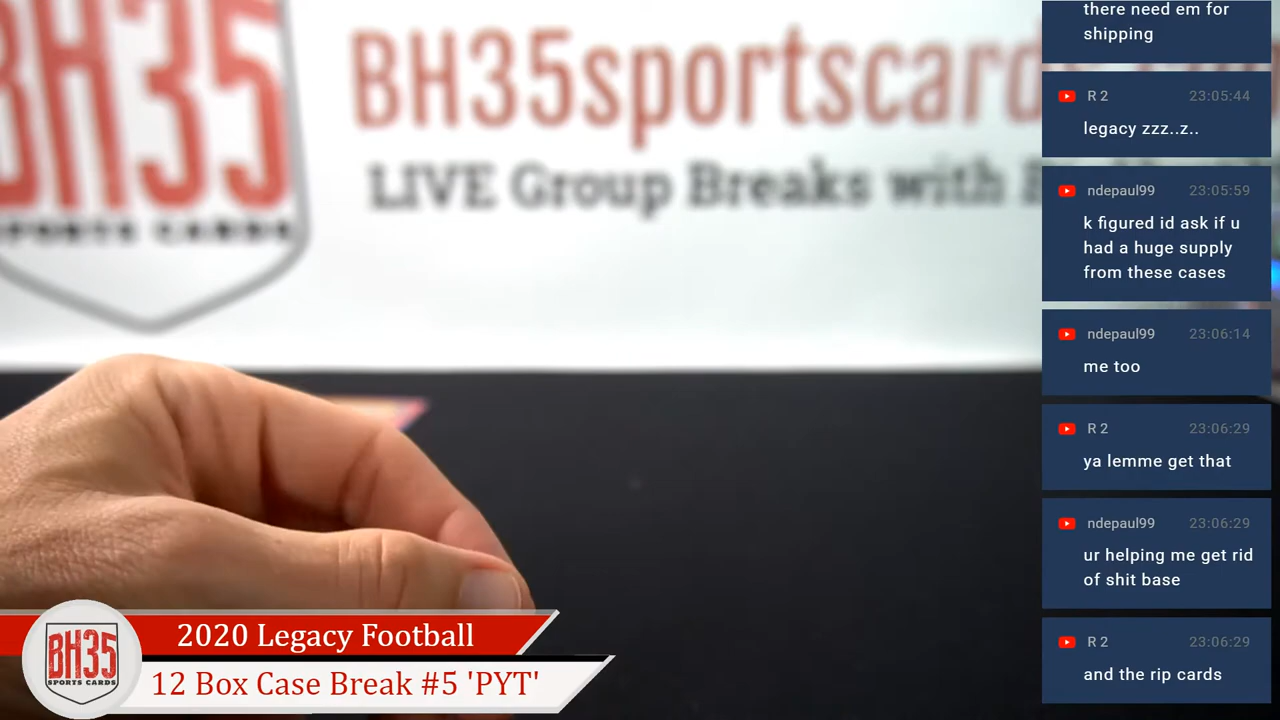 BH35
SPORTS CARDS
BH35sportscards
LIVE Group Breaks with
there need em for
shipping
R 2 23:05:44
legacy zzz..z..
ndepaul99 23:05:59
k figured id ask if u
had a huge supply
from these cases
ndepaul99 23:06:14
me too
R 2 23:06:29
ya lemme get that
ndepaul99 23:06:29
ur helping me get rid
of shit base
R 2 23:06:29
and the rip cards
2020 Legacy Football
BH35
SPORTS CARDS
12 Box Case Break #5 'PYT'